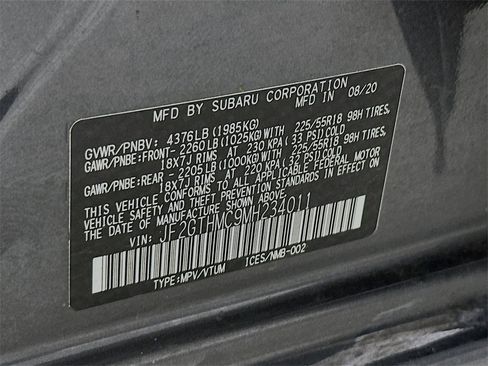 MFD BY SUBARU CORPORATION
MFD IN 08/20
GVWR/PNBV: 4376LB(1985KG)
GAWR/PNBE:FRONT-2260LB(1025KG)WITH 225/55R18 98H TIRES,
18X7J RIMS, AT 230 KPA (33 PSI)COLD
GAWR/PNBE:REAR -2205LB(1000KG)WITH 225/55R18 98H TIRES,
18X7J RIMS, AT 220 KPA (32 PSI)COLD
THIS VEHICLE CONFORMS TO ALL APPLICABLE FEDERAL MOTOR
VEHICLE SAFETY AND THEFT PREVENTION STANDARDS IN EFFECT
ON THE DATE OF MANUFACTURE SHOWN ABOVE.
VIN: JF2GTHMC9MH234011
TYPE:MPV/VTUM ICES/NMB-002